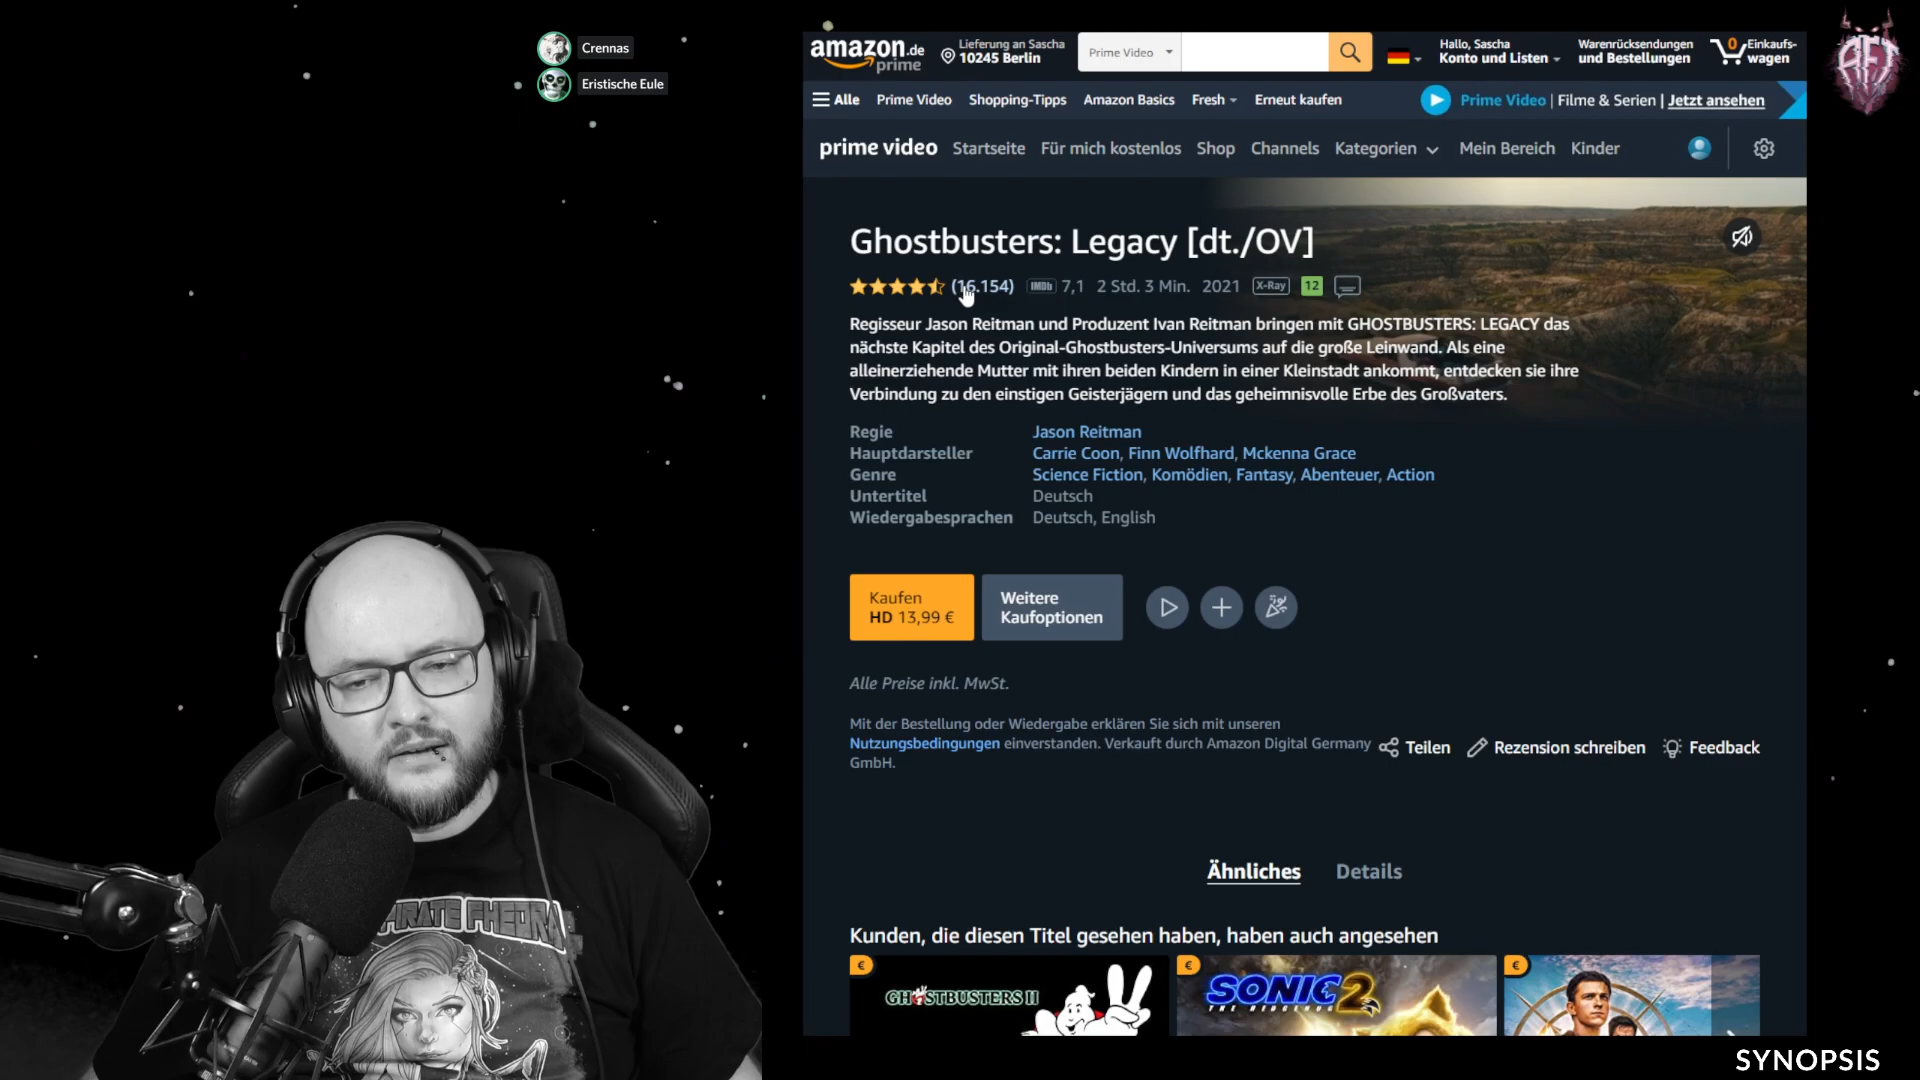 Crennas
Eristische Eule
amazon.de
prime
Lieferung an Sascha
10245 Berlin
Prime Video
Hallo, Sascha
Konto und Listen
Warenrücksendungen
und Bestellungen
0
Einkaufs-
wagen
Alle
Prime Video
Shopping-Tipps
Amazon Basics
Fresh
Erneut kaufen
Prime Video | Filme & Serien | Jetzt ansehen
prime video
Startseite
Für mich kostenlos
Shop
Channels
Kategorien
Mein Bereich
Kinder
Ghostbusters: Legacy [dt./OV]
(16.154) IMDb 7,1 2 Std. 3 Min. 2021 X-Ray 12
Regisseur Jason Reitman und Produzent Ivan Reitman bringen mit GHOSTBUSTERS: LEGACY das
nächste Kapitel des Original-Ghostbusters-Universums auf die große Leinwand. Als eine
alleinerziehende Mutter mit ihren beiden Kindern in einer Kleinstadt ankommt, entdecken sie ihre
Verbindung zu den einstigen Geisterjägern und das geheimnisvolle Erbe des Großvaters.
Regie Jason Reitman
Hauptdarsteller Carrie Coon, Finn Wolfhard, Mckenna Grace
Genre Science Fiction, Komödien, Fantasy, Abenteuer, Action
Untertitel Deutsch
Wiedergabesprachen Deutsch, English
Kaufen
HD 13,99 €
Weitere
Kaufoptionen
Alle Preise inkl. MwSt.
Mit der Bestellung oder Wiedergabe erklären Sie sich mit unseren
Nutzungsbedingungen einverstanden. Verkauft durch Amazon Digital Germany
GmbH.
Teilen
Rezension schreiben
Feedback
Ähnliches
Details
Kunden, die diesen Titel gesehen haben, haben auch angesehen
€
GHOSTBUSTERS II
€
SONIC 2
THE HEDGEHOG
€
SYNOPSIS